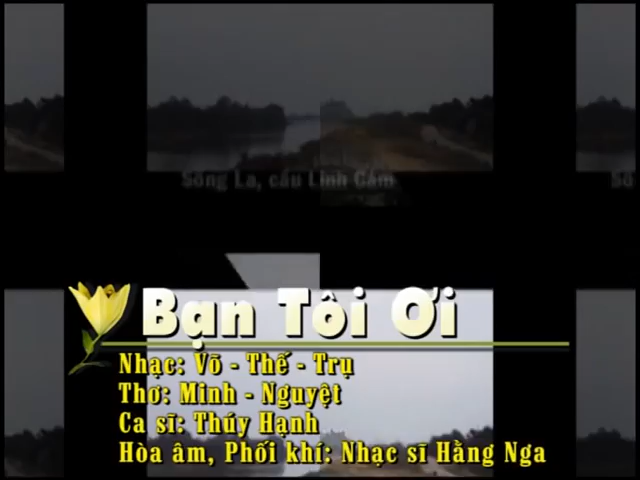 Sông La, cầu Linh Cảm
Bạn Tôi Ơi
Nhạc: Võ - Thế - Trụ
Thơ: Minh - Nguyệt
Ca sĩ: Thúy Hạnh
Hòa âm, Phối khí: Nhạc sĩ Hằng Nga